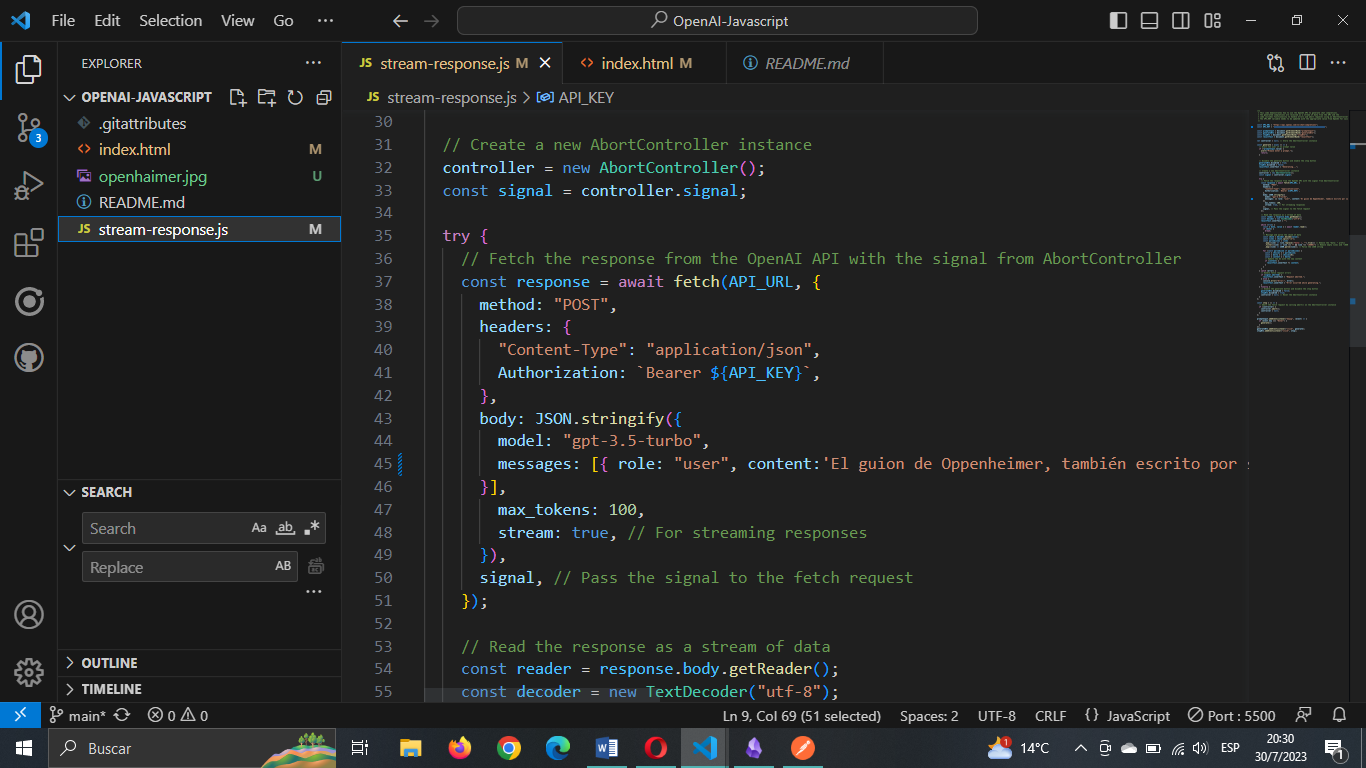 File Edit Selection View Go ···
OpenAI-Javascript
EXPLORER
OPENAI-JAVASCRIPT
.gitattributes
index.html M
openhaimer.jpg U
README.md
JS stream-response.js M
3
SEARCH
Search Aa ab
Replace AB
OUTLINE
TIMELINE
JS stream-response.js M
index.html M
README.md
JS stream-response.js > API_KEY
30
31 // Create a new AbortController instance
32 controller = new AbortController();
33 const signal = controller.signal;
34
35 try {
36 // Fetch the response from the OpenAI API with the signal from AbortController
37 const response = await fetch(API_URL, {
38 method: "POST",
39 headers: {
40 "Content-Type": "application/json",
41 Authorization: `Bearer ${API_KEY}`,
42 },
43 body: JSON.stringify({
44 model: "gpt-3.5-turbo",
45 messages: [{ role: "user", content:'El guion de Oppenheimer, también escrito por
46 }],
47 max_tokens: 100,
48 stream: true, // For streaming responses
49 }),
50 signal, // Pass the signal to the fetch request
51 });
52
53 // Read the response as a stream of data
54 const reader = response.body.getReader();
55 const decoder = new TextDecoder("utf-8");
main* 0 0 Ln 9, Col 69 (51 selected) Spaces: 2 UTF-8 CRLF {} JavaScript Port : 5500
Buscar
1 14°C ESP
20:30
30/7/2023
1